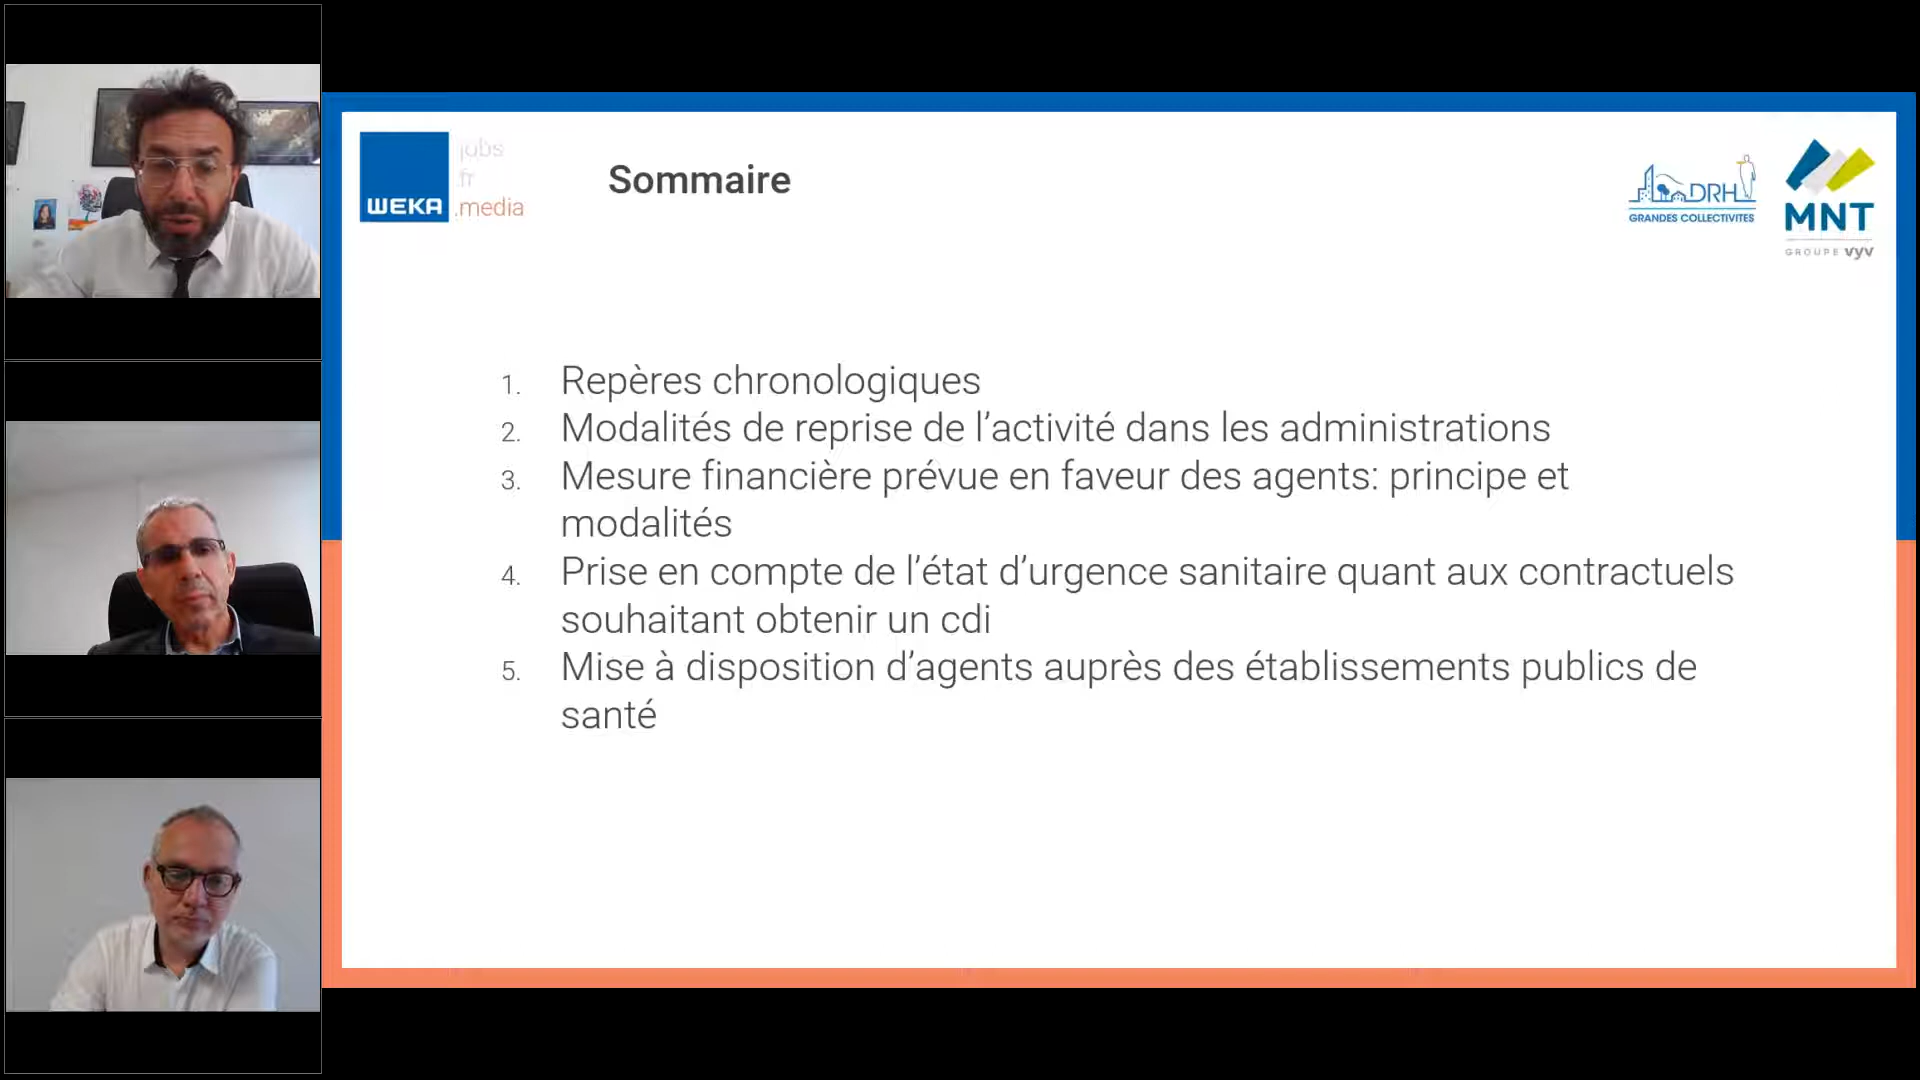 jobs
.fr
WEKA .media
Sommaire
DRH
GRANDES COLLECTIVITES
MNT
GROUPE vyv
1. Repères chronologiques
2. Modalités de reprise de l’activité dans les administrations
3. Mesure financière prévue en faveur des agents: principe et
modalités
4. Prise en compte de l’état d’urgence sanitaire quant aux contractuels
souhaitant obtenir un cdi
5. Mise à disposition d’agents auprès des établissements publics de
santé